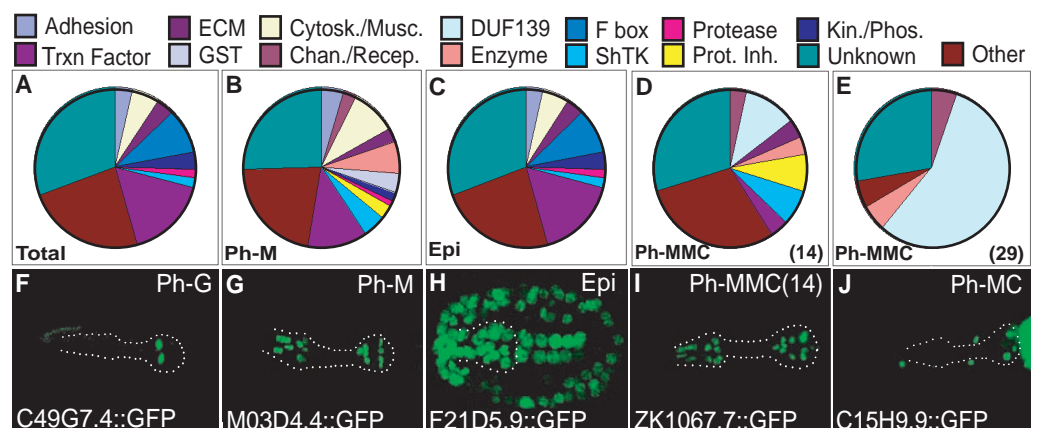 Adhesion ECM Cytosk./Musc. DUF139 F box Protease Kin./Phos.
Trxn Factor GST Chan./Recep. Enzyme ShTK Prot. Inh. Unknown Other
A B C D E
Total Ph-M Epi Ph-MMC (14) Ph-MMC (29)
F Ph-G G Ph-M H Epi I Ph-MMC(14) J Ph-MC
C49G7.4::GFP M03D4.4::GFP F21D5.9::GFP ZK1067.7::GFP C15H9.9::GFP